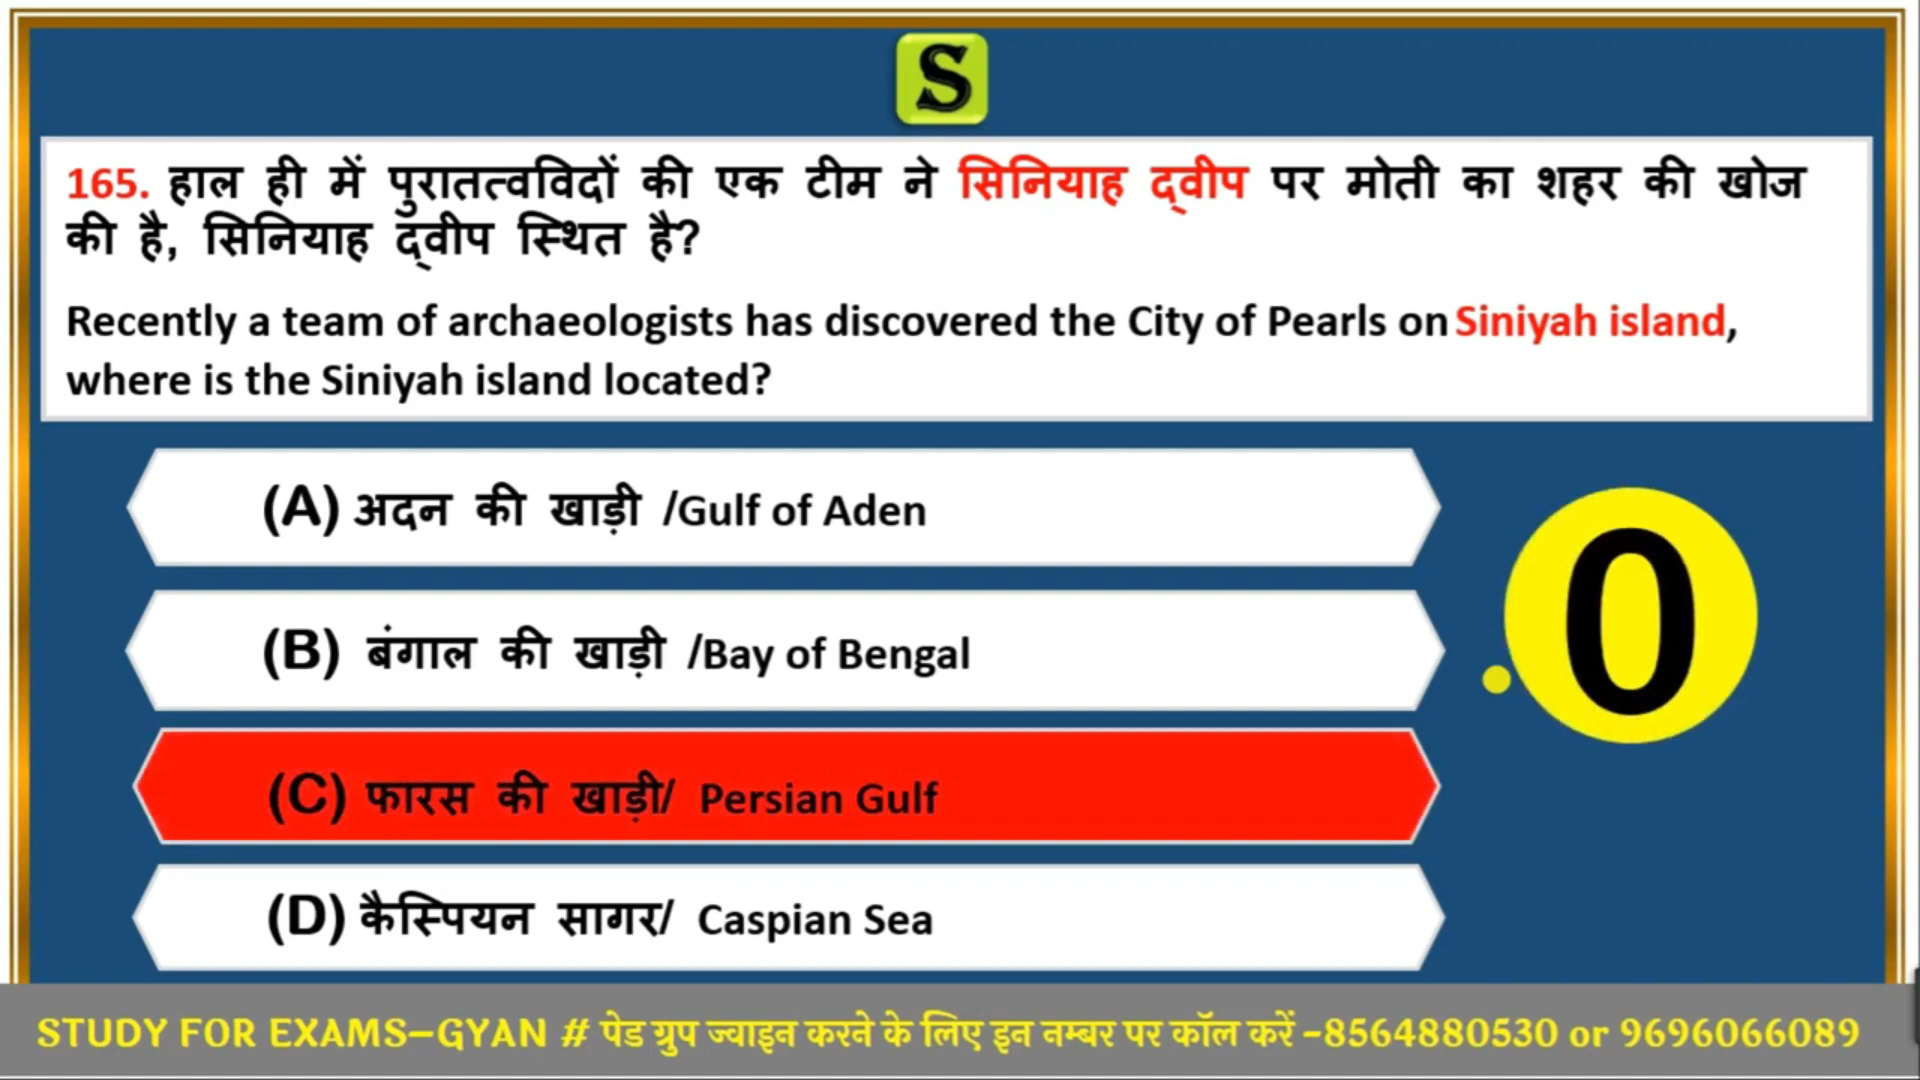 S
165. हाल ही में पुरातत्वविदों की एक टीम ने सिनियाह द्वीप पर मोती का शहर की खोज
की है, सिनियाह द्वीप स्थित है?
Recently a team of archaeologists has discovered the City of Pearls on Siniyah island,
where is the Siniyah island located?
(A) अदन की खाड़ी /Gulf of Aden
(B) बंगाल की खाड़ी /Bay of Bengal
0
(C) फारस की खाड़ी/ Persian Gulf
(D) कैस्पियन सागर/ Caspian Sea
STUDY FOR EXAMS–GYAN # पेड ग्रुप ज्वाइन करने के लिए इन नम्बर पर कॉल करें -8564880530 or 9696066089